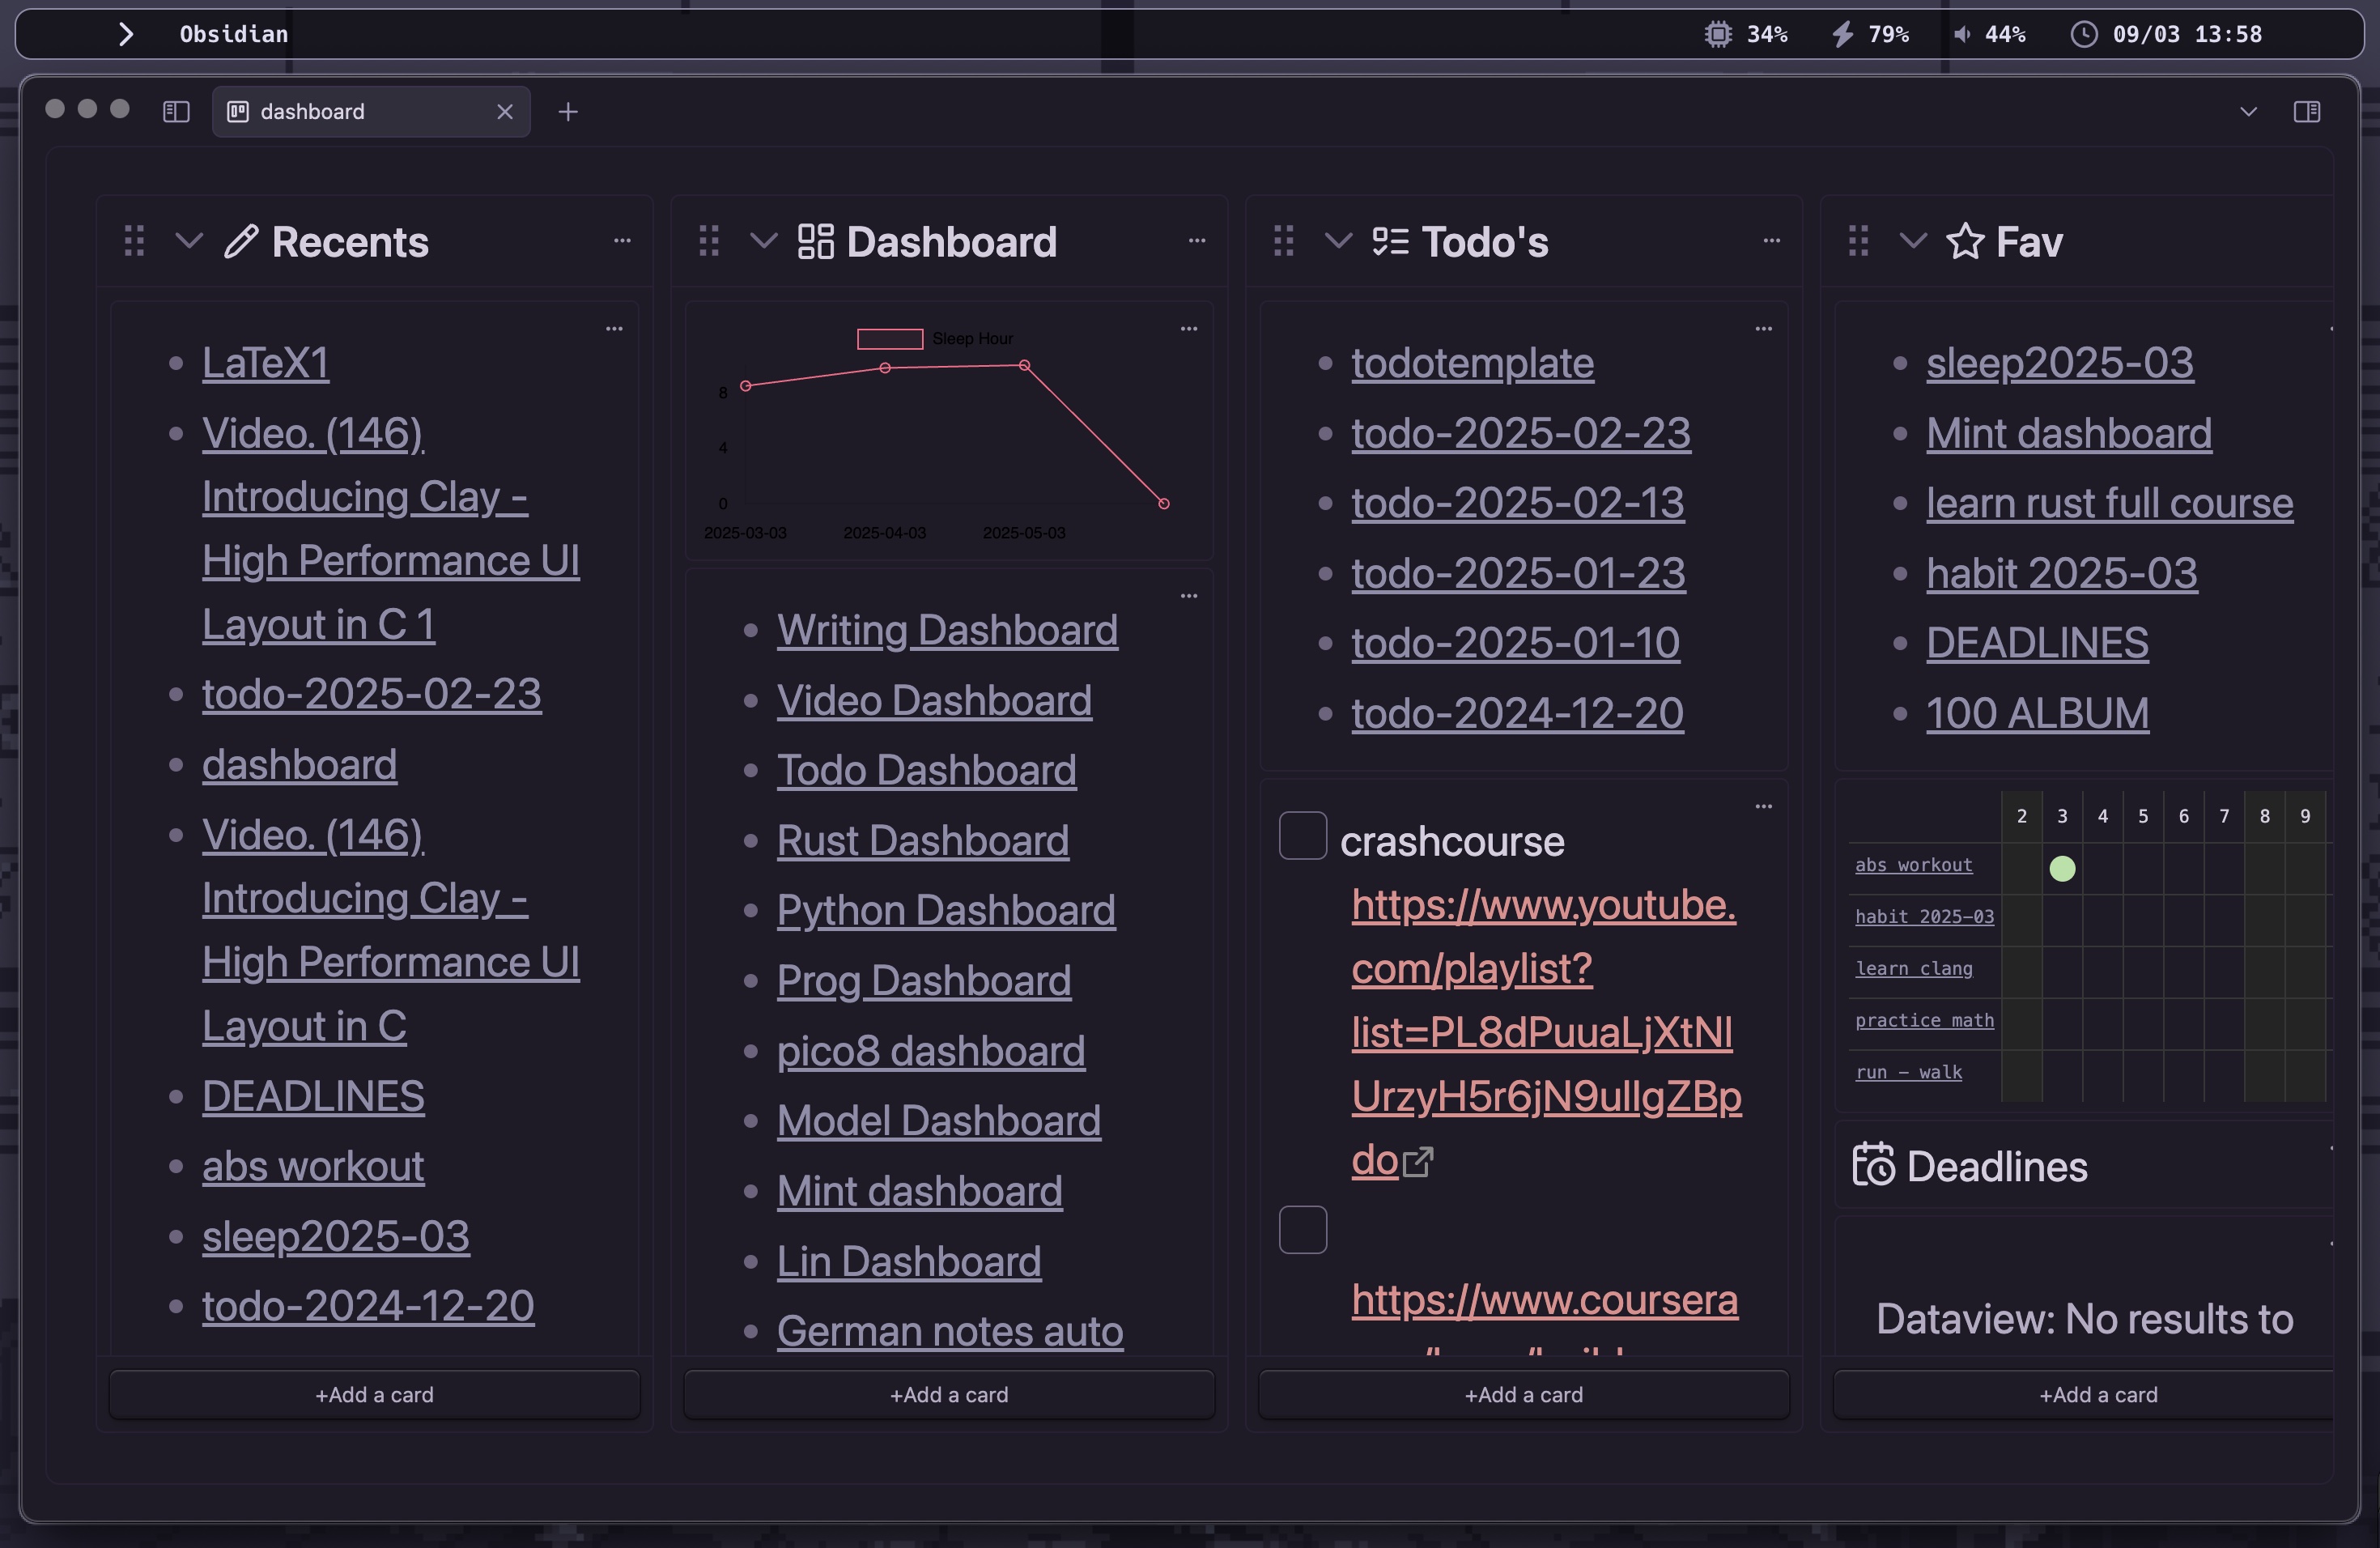 Obsidian
34%
79%
44%
09/03 13:58
dashboard
Recents
LaTeX1
Video. (146)
Introducing Clay -
High Performance UI
Layout in C 1
todo-2025-02-23
dashboard
Video. (146)
Introducing Clay -
High Performance UI
Layout in C
DEADLINES
abs workout
sleep2025-03
todo-2024-12-20
+Add a card
Dashboard
Sleep Hour
8
4
0
2025-03-03
2025-04-03
2025-05-03
Writing Dashboard
Video Dashboard
Todo Dashboard
Rust Dashboard
Python Dashboard
Prog Dashboard
pico8 dashboard
Model Dashboard
Mint dashboard
Lin Dashboard
German notes auto
+Add a card
Todo's
todotemplate
todo-2025-02-23
todo-2025-02-13
todo-2025-01-23
todo-2025-01-10
todo-2024-12-20
crashcourse
https://www.youtube.
com/playlist?
list=PL8dPuuaLjXtNl
UrzyH5r6jN9ullgZBp
do
https://www.coursera
+Add a card
Fav
sleep2025-03
Mint dashboard
learn rust full course
habit 2025-03
DEADLINES
100 ALBUM
2 3 4 5 6 7 8 9
abs workout
habit 2025-03
learn clang
practice math
run - walk
Deadlines
Dataview: No results to
+Add a card